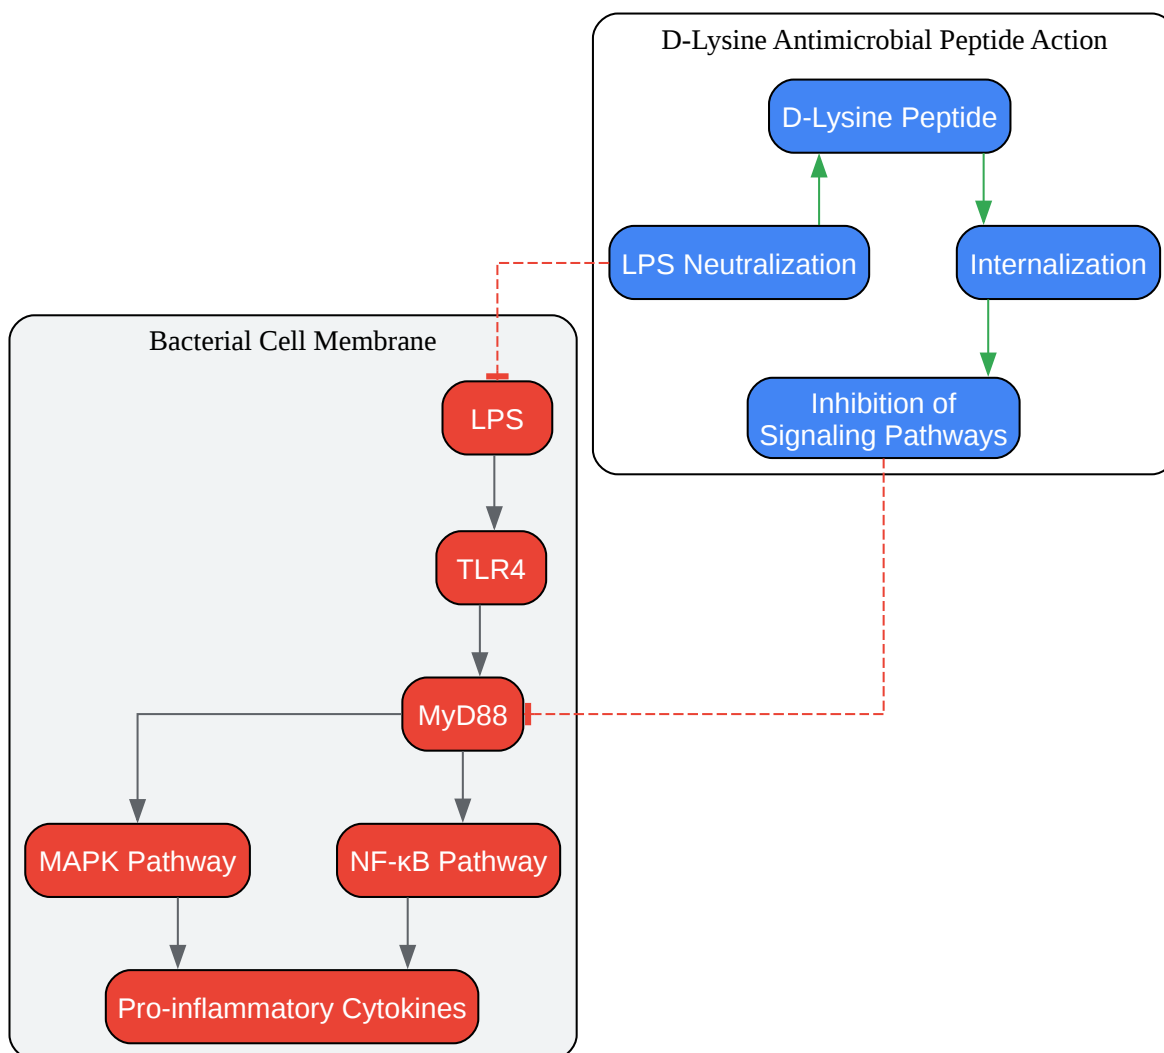 D-Lysine Antimicrobial Peptide Action
D-Lysine Peptide
LPS Neutralization
Internalization
Inhibition of
Signaling Pathways
Bacterial Cell Membrane
LPS
TLR4
MyD88
MAPK Pathway
NF-κB Pathway
Pro-inflammatory Cytokines